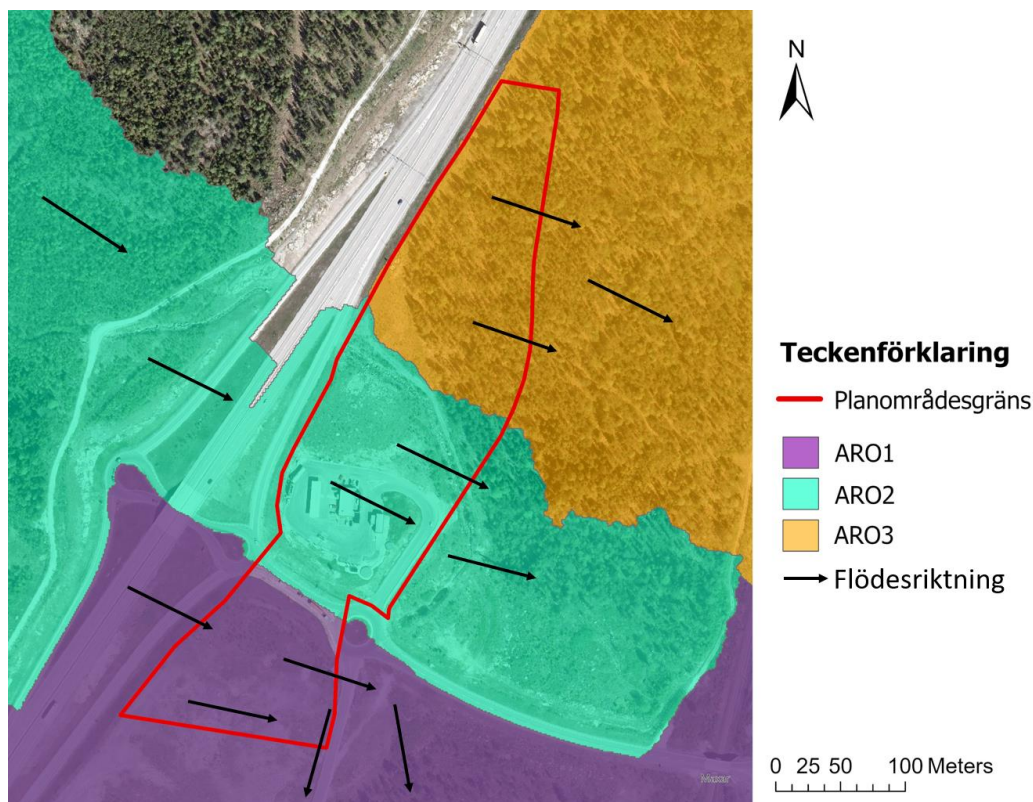 N
Teckenförklaring
Planområdesgräns
ARO1
ARO2
ARO3
Flödesriktning
0 25 50 100 Meters
Maxar